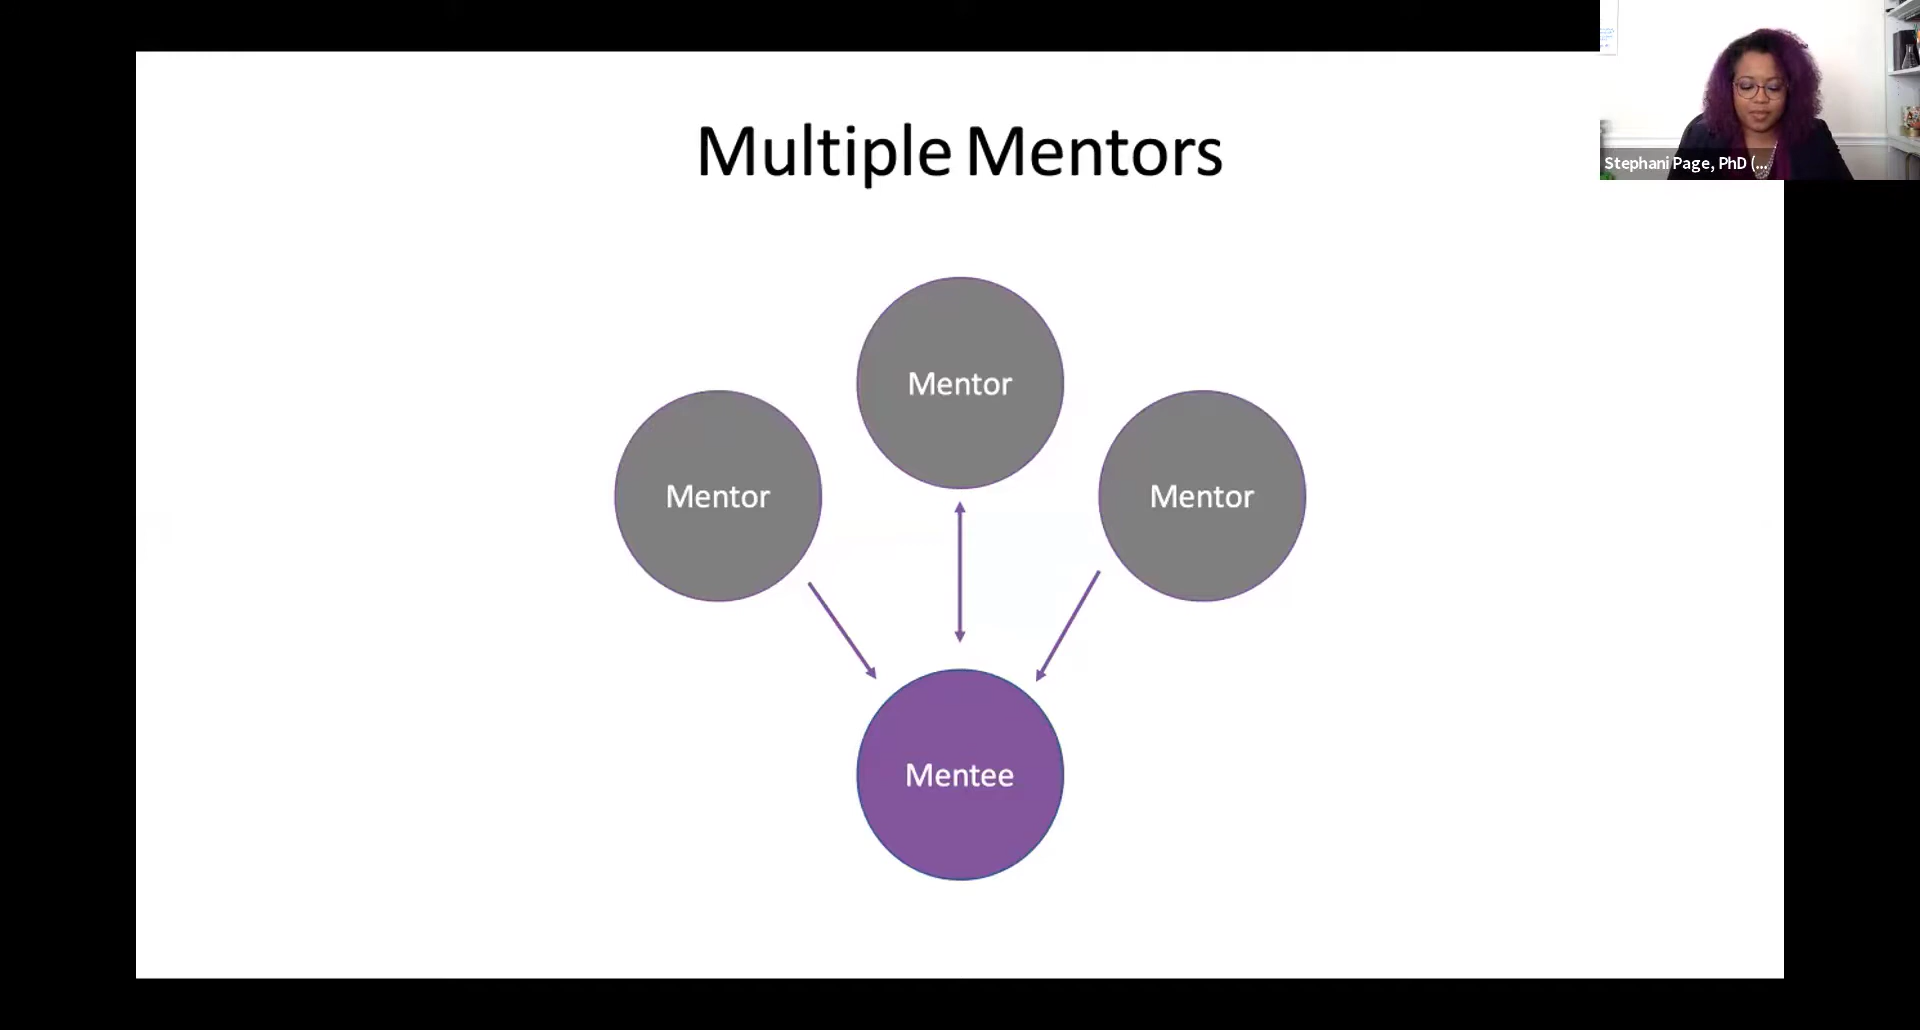 Multiple Mentors
Stephani Page, PhD (...
Mentor
Mentor
Mentor
Mentee